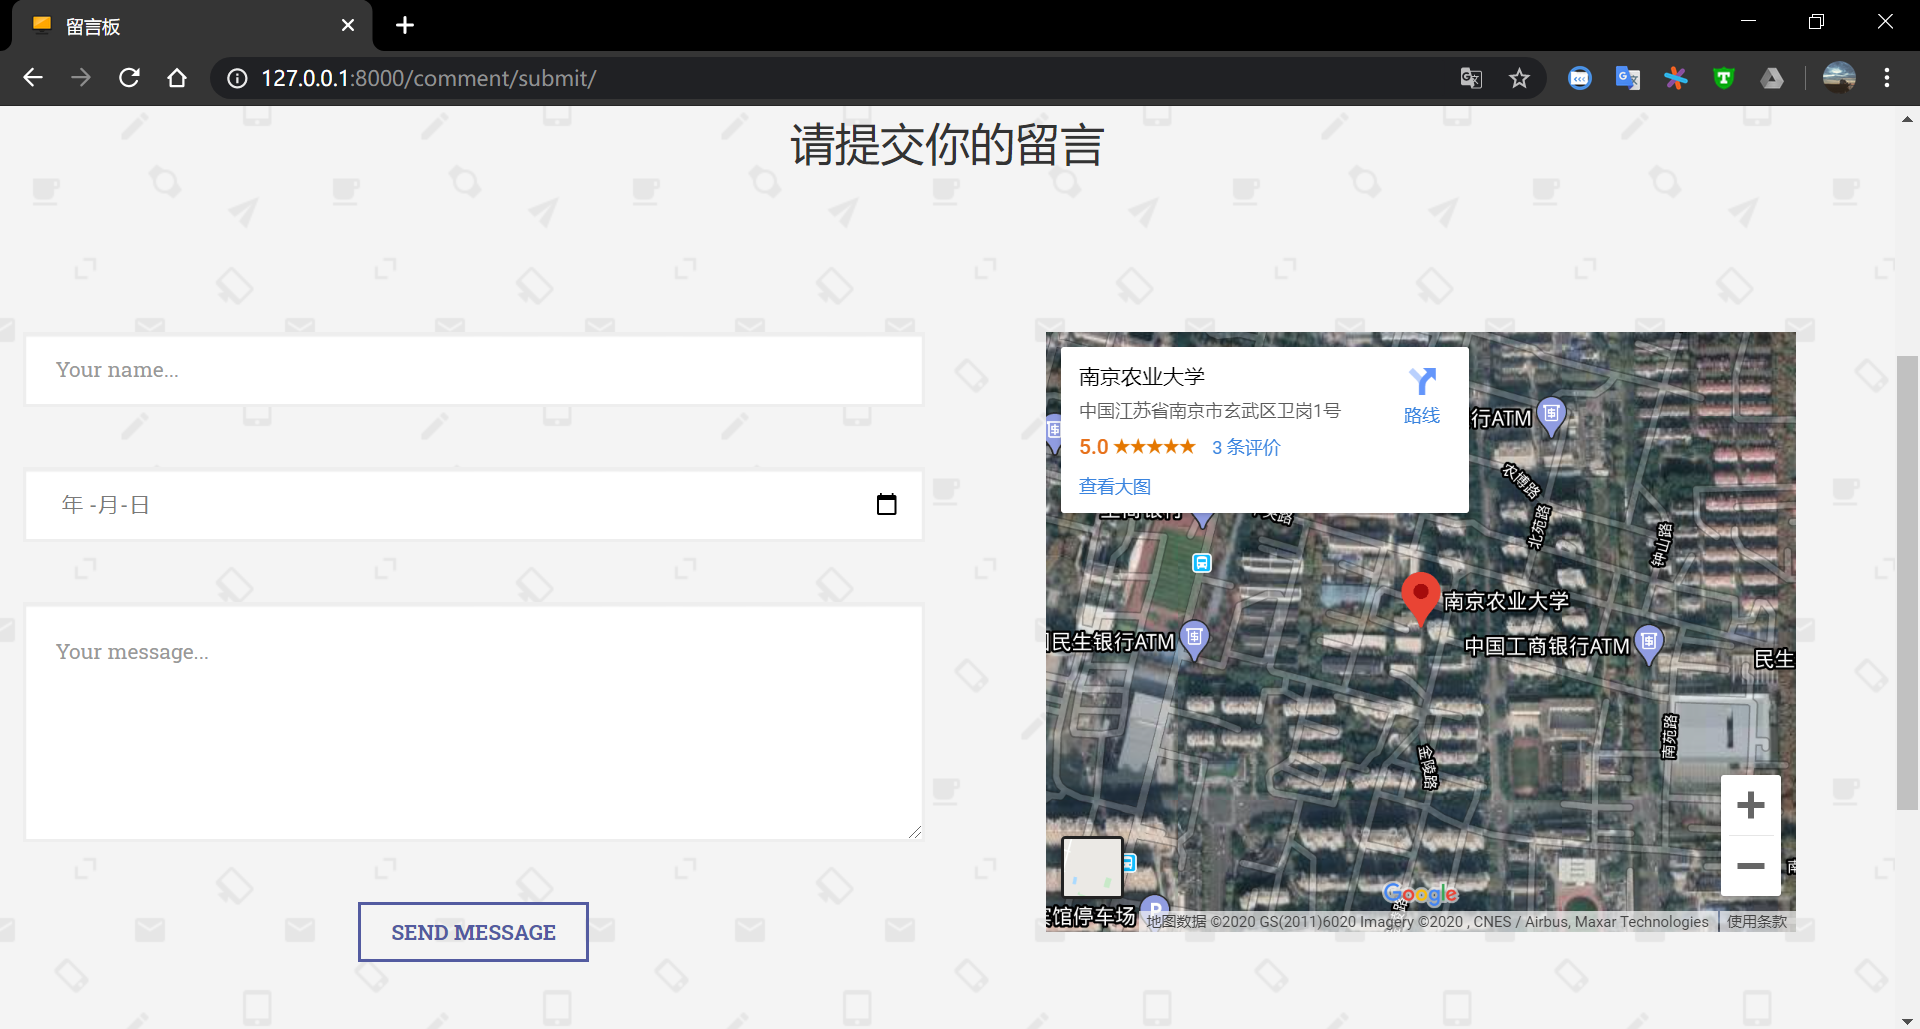 留言板
127.0.0.1:8000/comment/submit/
请提交你的留言
Your name...
年 -月-日
Your message...
SEND MESSAGE
南京农业大学
中国江苏省南京市玄武区卫岗1号
路线
5.0 ★★★★★ 3 条评价
查看大图
行ATM
农博路
北苑路
钟山路
南京农业大学
民生银行ATM
中国工商银行ATM
民生
南苑路
金陵路
Google
宾馆停车场
地图数据 ©2020 GS(2011)6020 Imagery ©2020 , CNES / Airbus, Maxar Technologies
使用条款